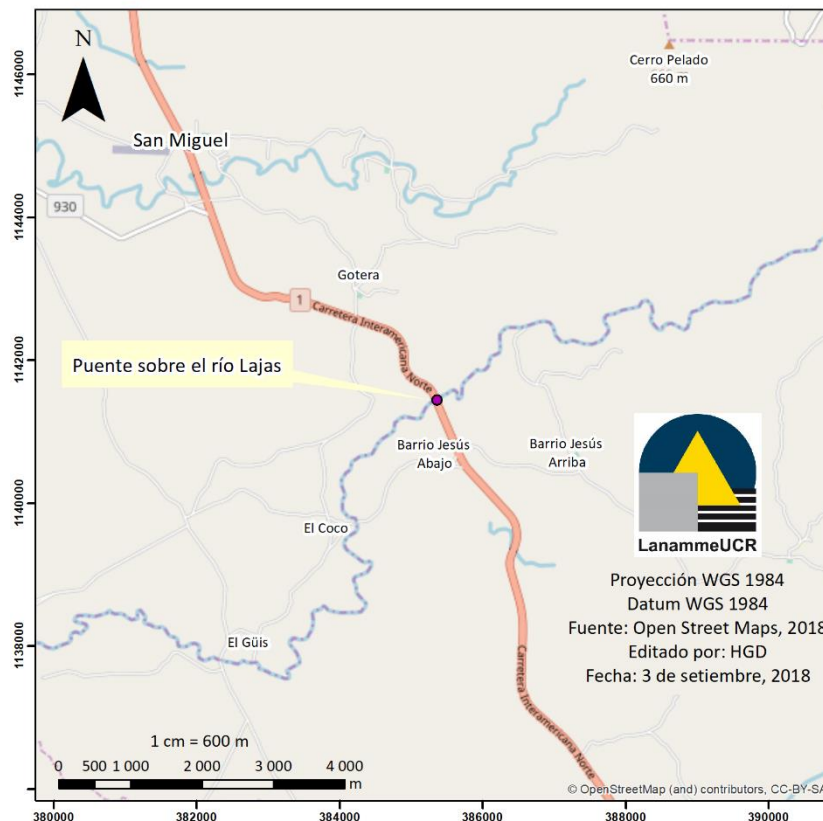 N
Cerro Pelado
660 m
San Miguel
930
Gotera
1
Carretera Interamericana Norte
Puente sobre el río Lajas
Barrio Jesús
Abajo
Barrio Jesús
Arriba
El Coco
El Güis
Carretera Interamericana Norte
Carretera Interamericana Norte
LanammeUCR
Proyección WGS 1984
Datum WGS 1984
Fuente: Open Street Maps, 2018
Editado por: HGD
Fecha: 3 de setiembre, 2018
1 cm = 600 m
0 500 1 000 2 000 3 000 4 000
m
© OpenStreetMap (and) contributors, CC-BY-SA
1146000
1144000
1142000
1140000
1138000
380000 382000 384000 386000 388000 390000